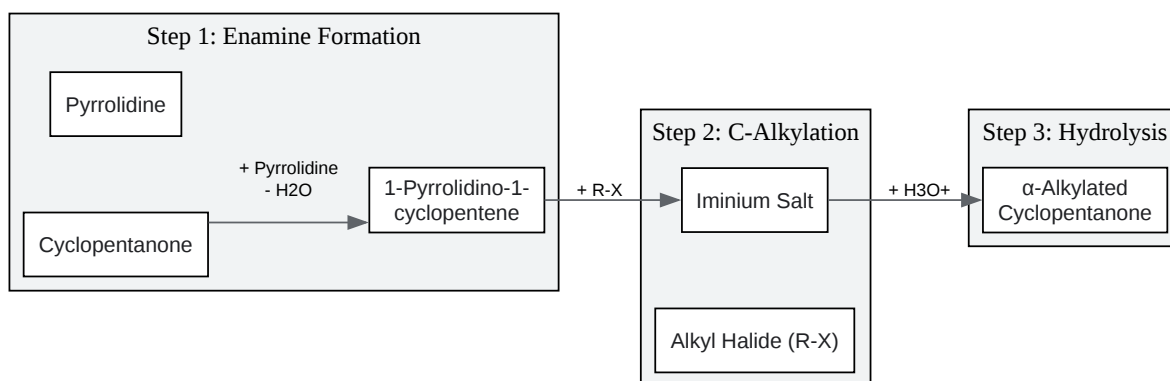 Step 1: Enamine Formation
Pyrrolidine
+ Pyrrolidine
- H2O
Cyclopentanone
1-Pyrrolidino-1-
cyclopentene
+ R-X
Step 2: C-Alkylation
Iminium Salt
Alkyl Halide (R-X)
+ H3O+
Step 3: Hydrolysis
α-Alkylated
Cyclopentanone